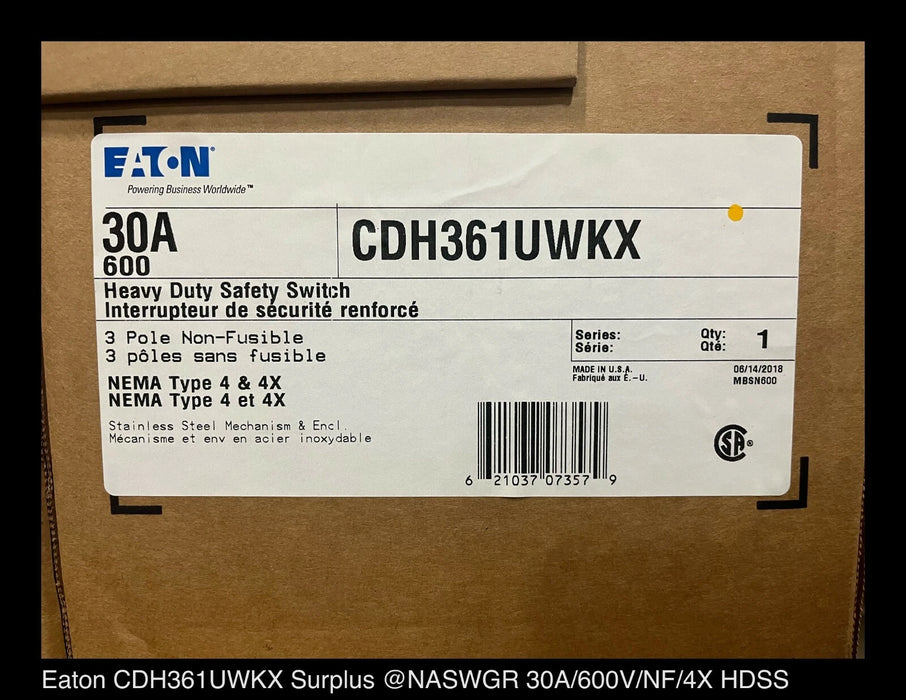 EATON®
Powering Business Worldwide™
30A
600
CDH361UWKX
Heavy Duty Safety Switch
Interrupteur de sécurité renforcé
3 Pole Non-Fusible
3 pôles sans fusible
NEMA Type 4 & 4X
NEMA Type 4 et 4X
Stainless Steel Mechanism & Encl.
Mécanisme et env en acier inoxydable
Series:
Série:
Qty:
Qté:
1
MADE IN U.S.A.
Fabriqué aux É.-U.
06/14/2018
MBSN600
6 21037 07357 9
SA®
Eaton CDH361UWKX Surplus @NASWGR 30A/600V/NF/4X HDSS